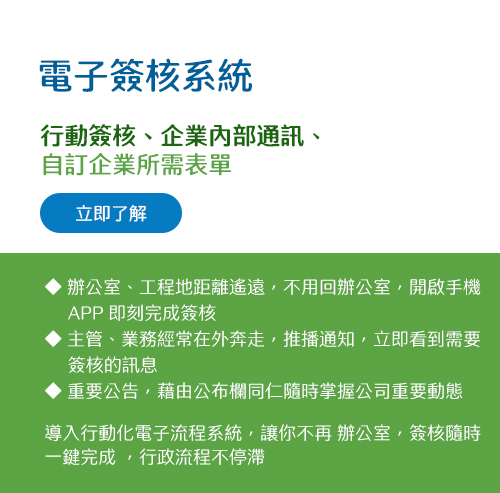 電子簽核系統
行動簽核、企業內部通訊、
自訂企業所需表單
立即了解
◆ 辦公室、工程地距離遙遠，不用回辦公室，開啟手機
APP 即刻完成簽核
◆ 主管、業務經常在外奔走，推播通知，立即看到需要
簽核的訊息
◆ 重要公告，藉由公布欄同仁隨時掌握公司重要動態
導入行動化電子流程系統，讓你不再 辦公室，簽核隨時
一鍵完成 ，行政流程不停滯